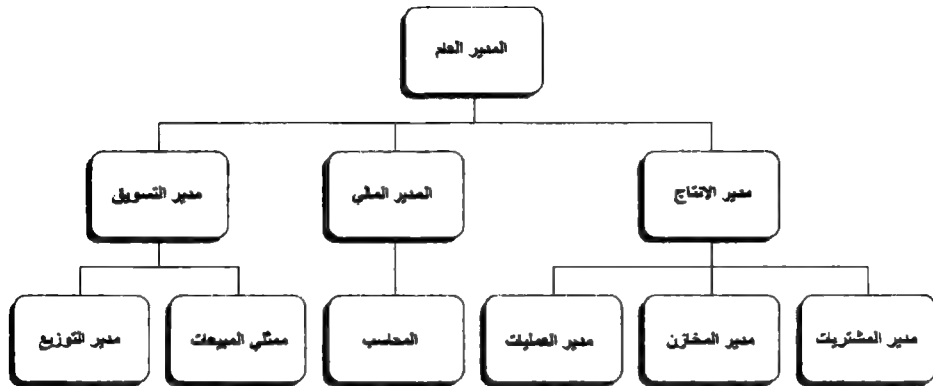 المدير العام
مدير الانتاج
المدير المالي
مدير التسويق
مدير المشتريات
مدير المخازن
مدير العمليات
المحاسب
ممثلي المبيعات
مدير التوزيع